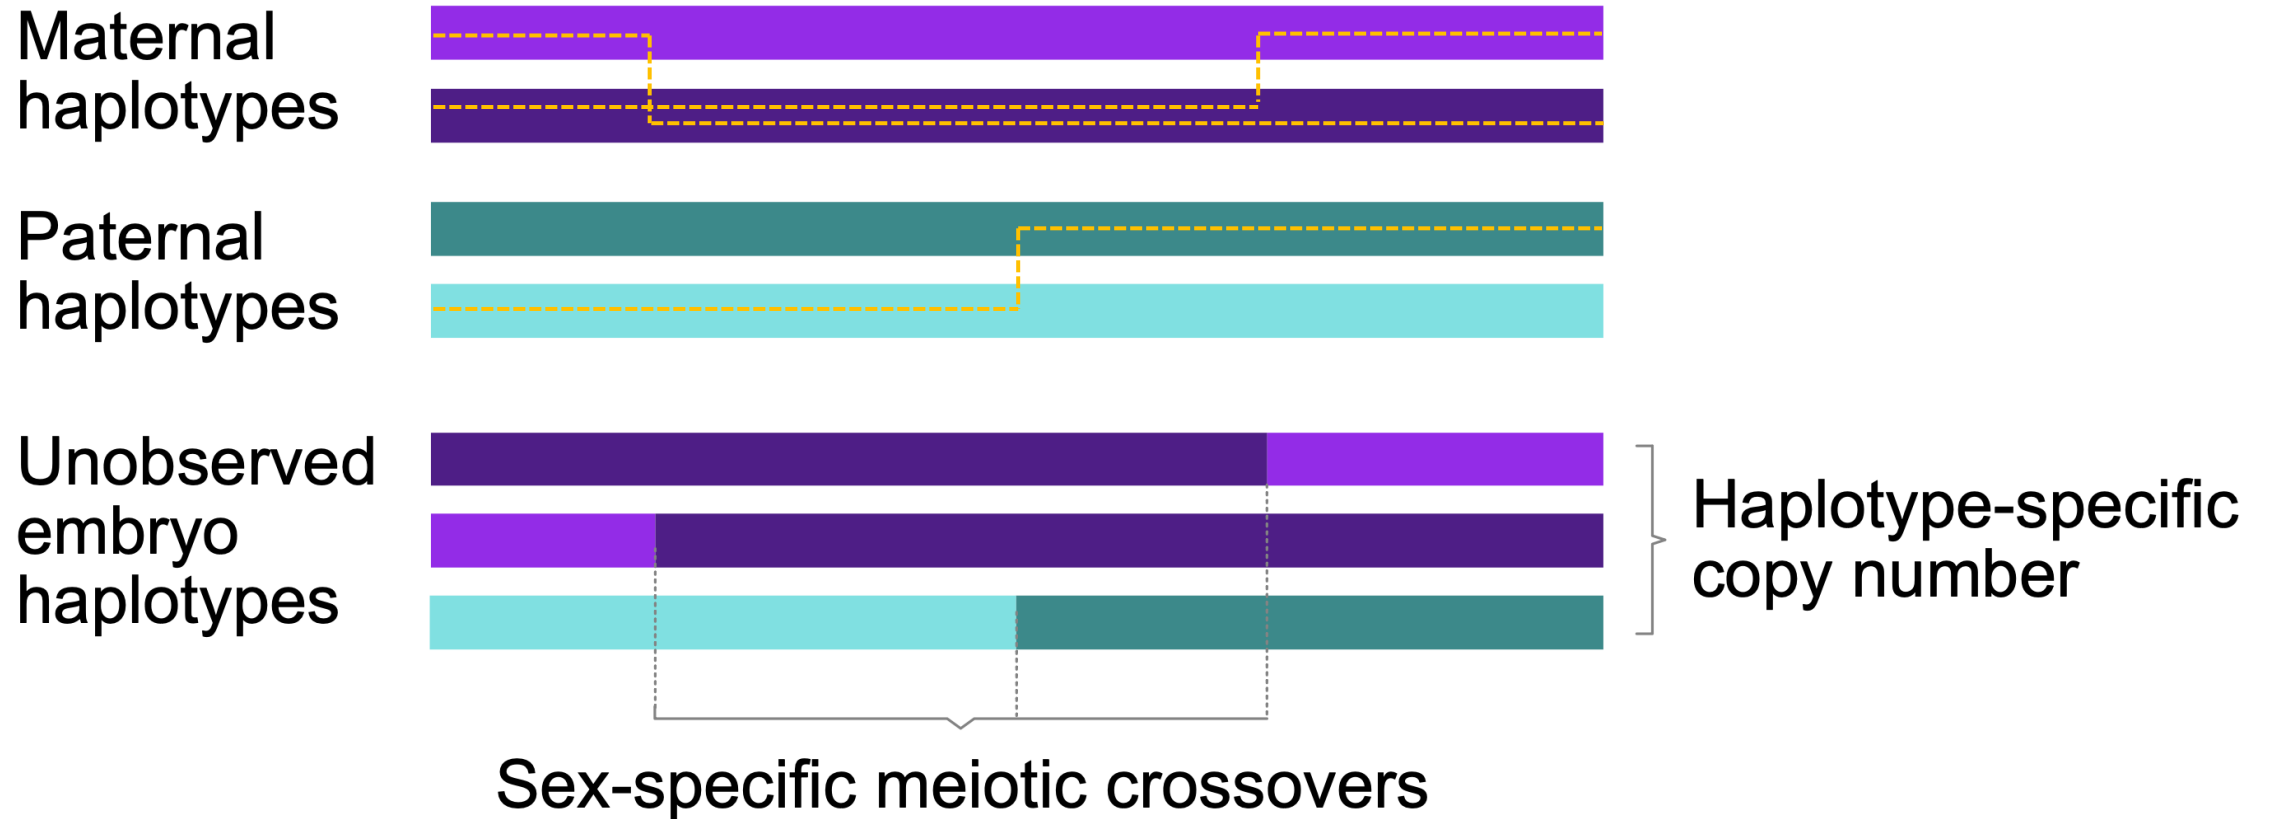 Maternal
haplotypes
Paternal
haplotypes
Unobserved
embryo
haplotypes
Haplotype-specific
copy number
Sex-specific meiotic crossovers